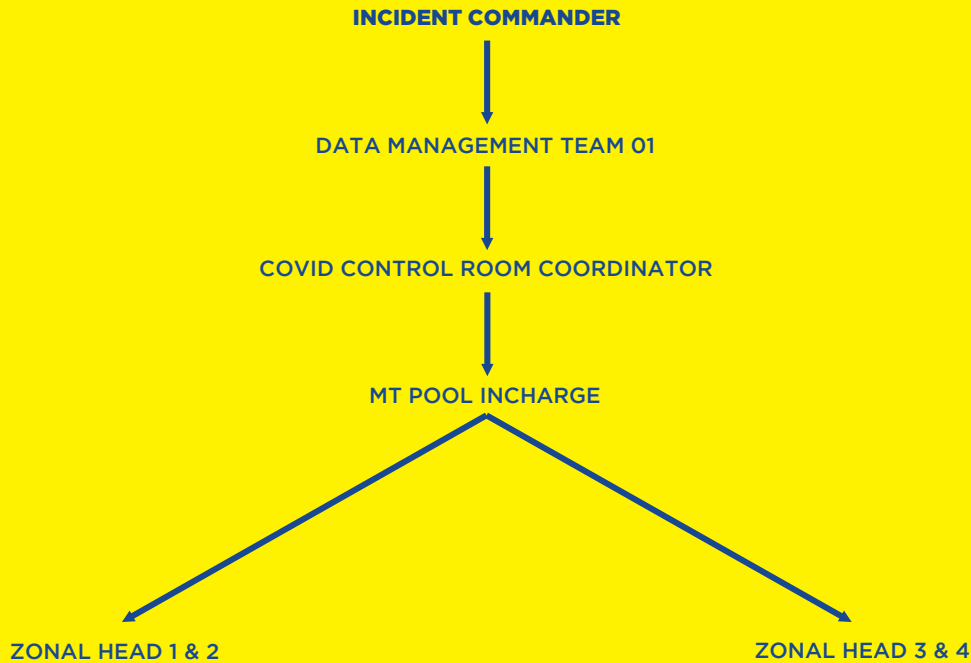 INCIDENT COMMANDER
DATA MANAGEMENT TEAM 01
COVID CONTROL ROOM COORDINATOR
MT POOL INCHARGE
ZONAL HEAD 1 & 2
ZONAL HEAD 3 & 4